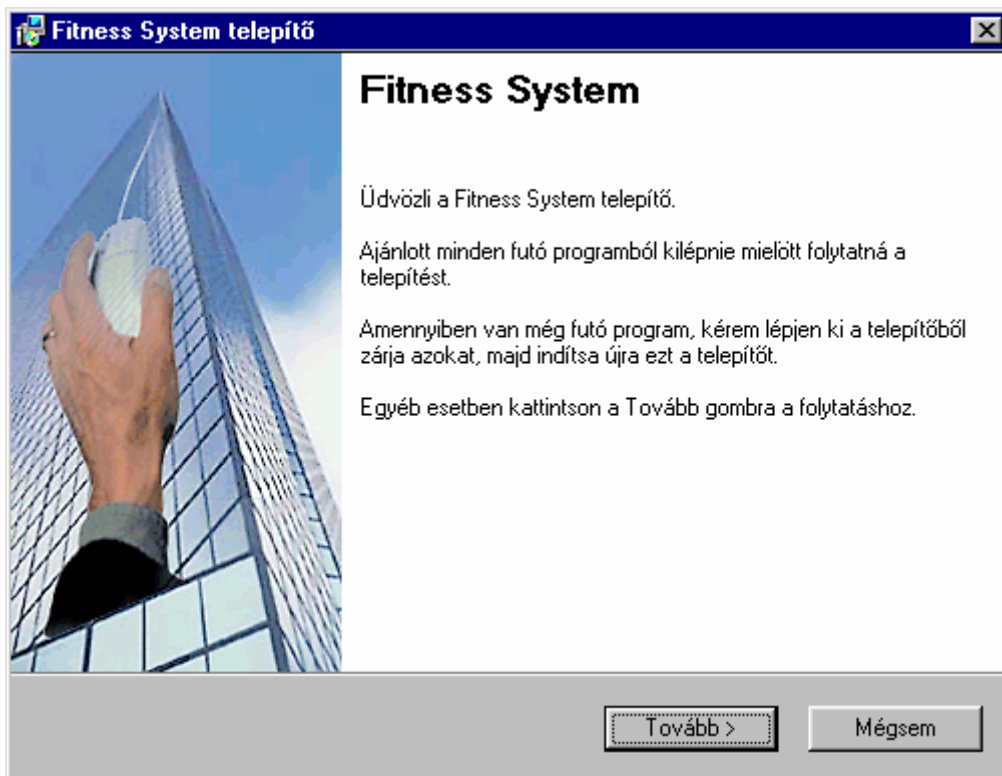 Fitness System telepítő
Fitness System
Üdvözli a Fitness System telepítő.
Ajánlott minden futó programból kilépnie mielött folytatná a
telepítést.
Amennyiben van még futó program, kérem lépjen ki a telepítőből
zárja azokat, majd indítsa újra ezt a telepítőt.
Egyéb esetben kattintson a Tovább gombra a folytatáshoz.
Tovább >
Mégsem